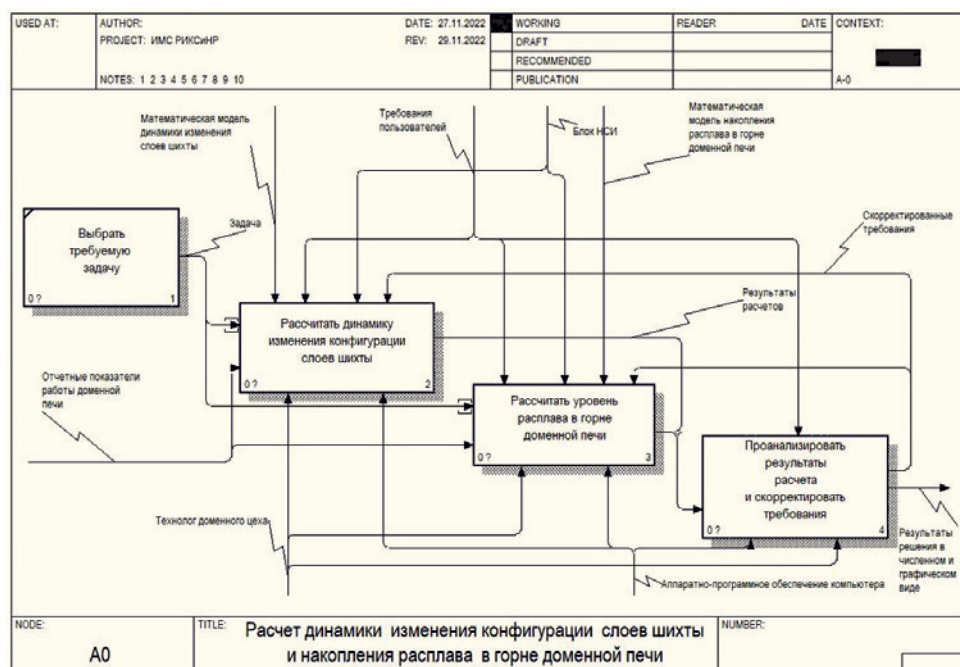 USED AT:
AUTHOR:
DATE: 27.11.2022
WORKING
READER
DATE
CONTEXT:
PROJECT: ИМС РИКСиНР
REV: 29.11.2022
DRAFT
RECOMMENDED
NOTES: 1 2 3 4 5 6 7 8 9 10
PUBLICATION
A-0
Математическая модель
динамики изменения
слоев шихты
Требования
пользователей
Блок НСИ
Математическая
модель накопления
расплава в горне
доменной печи
Выбрать
требуемую
задачу
0 ?
1
Задача
Скорректированные
требования
Рассчитать динамику
изменения конфигурации
слоев шихты
0 ?
2
Результаты
расчетов
Отчетные показатели
работы доменной
печи
Рассчитать уровень
расплава в горне
доменной печи
0 ?
3
Проанализировать
результаты
расчета
и скорректировать
требования
0 ?
4
Технолог доменного цеха
Аппаратно-программное обеспечение компьютера
Результаты
решения в
численном и
графическом
виде
NODE:
A0
TITLE:
Расчет динамики изменения конфигурации слоев шихты
и накопления расплава в горне доменной печи
NUMBER: